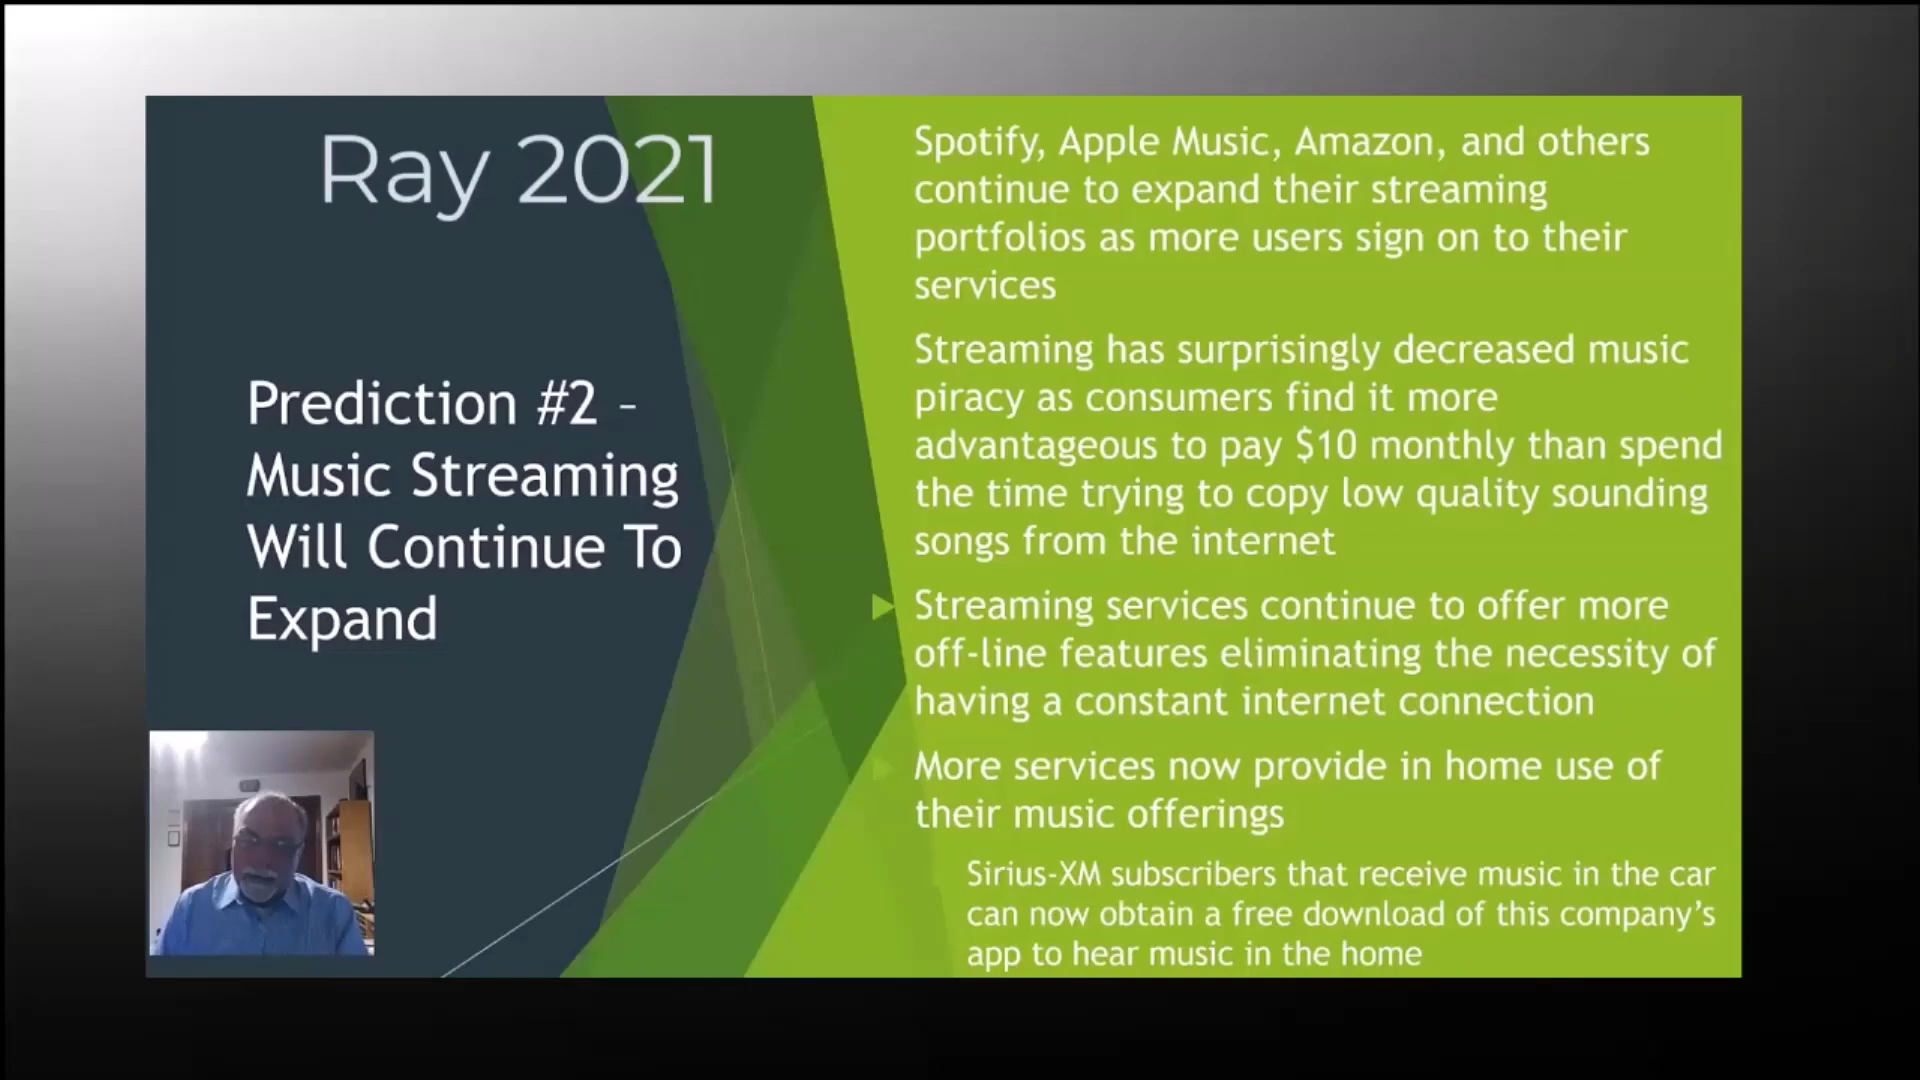 Ray 2021
Prediction #2 –
Music Streaming
Will Continue To
Expand
Spotify, Apple Music, Amazon, and others
continue to expand their streaming
portfolios as more users sign on to their
services
Streaming has surprisingly decreased music
piracy as consumers find it more
advantageous to pay $10 monthly than spend
the time trying to copy low quality sounding
songs from the internet
Streaming services continue to offer more
off-line features eliminating the necessity of
having a constant internet connection
More services now provide in home use of
their music offerings
Sirius-XM subscribers that receive music in the car
can now obtain a free download of this company's
app to hear music in the home